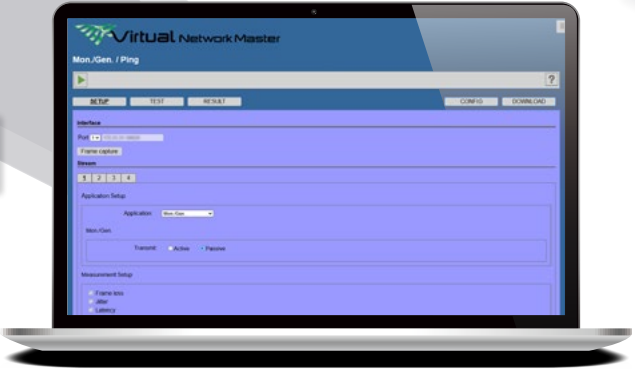 Virtual Network Master
Mon./Gen. / Ping
?
SETUP TEST RESULT CONFIG DOWNLOAD
Interface
Port 1
Frame capture
Stream
1 2 3 4
Application Setup
Application: Mon./Gen.
Mon./Gen.
Transmit: Active Passive
Measurement Setup
Frame loss
Jitter
Latency